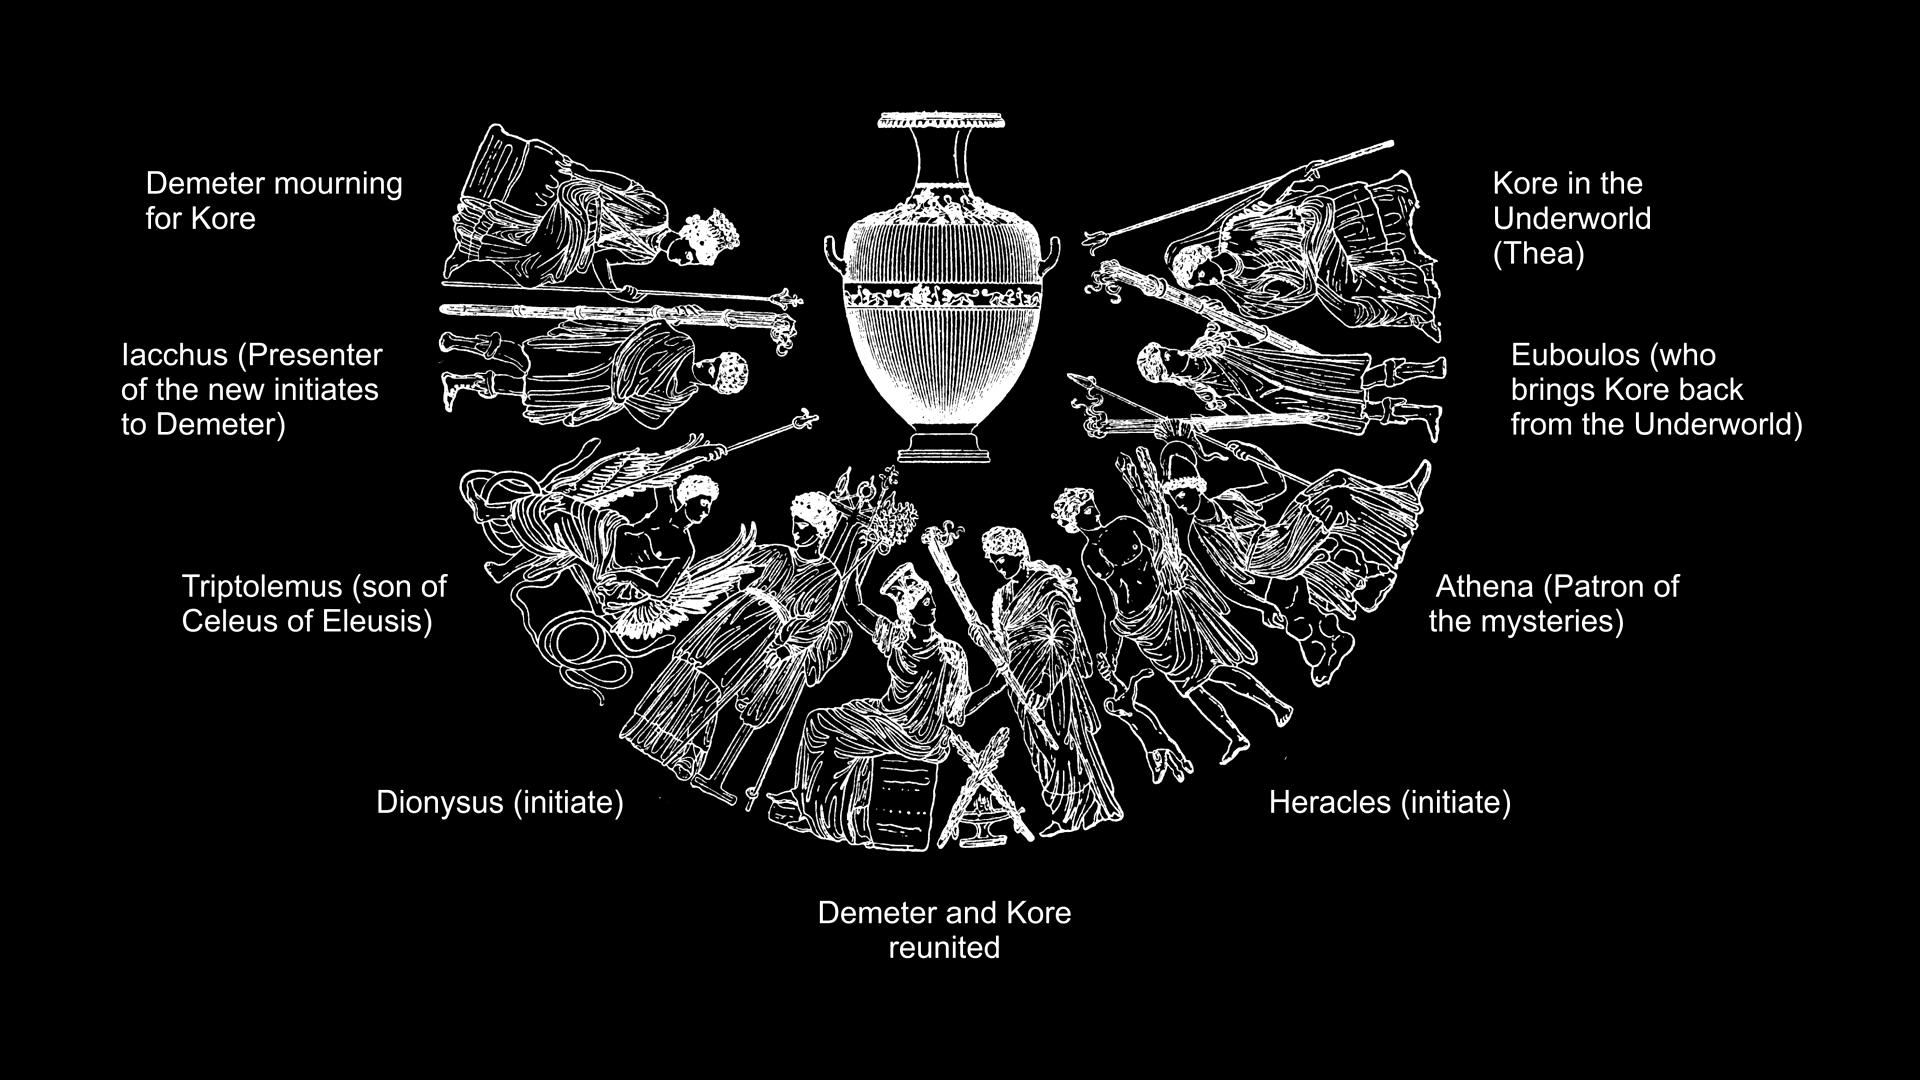 Demeter mourning
for Kore
Kore in the
Underworld
(Thea)
Iacchus (Presenter
of the new initiates
to Demeter)
Euboulos (who
brings Kore back
from the Underworld)
Triptolemus (son of
Celeus of Eleusis)
Athena (Patron of
the mysteries)
Dionysus (initiate)
Heracles (initiate)
Demeter and Kore
reunited